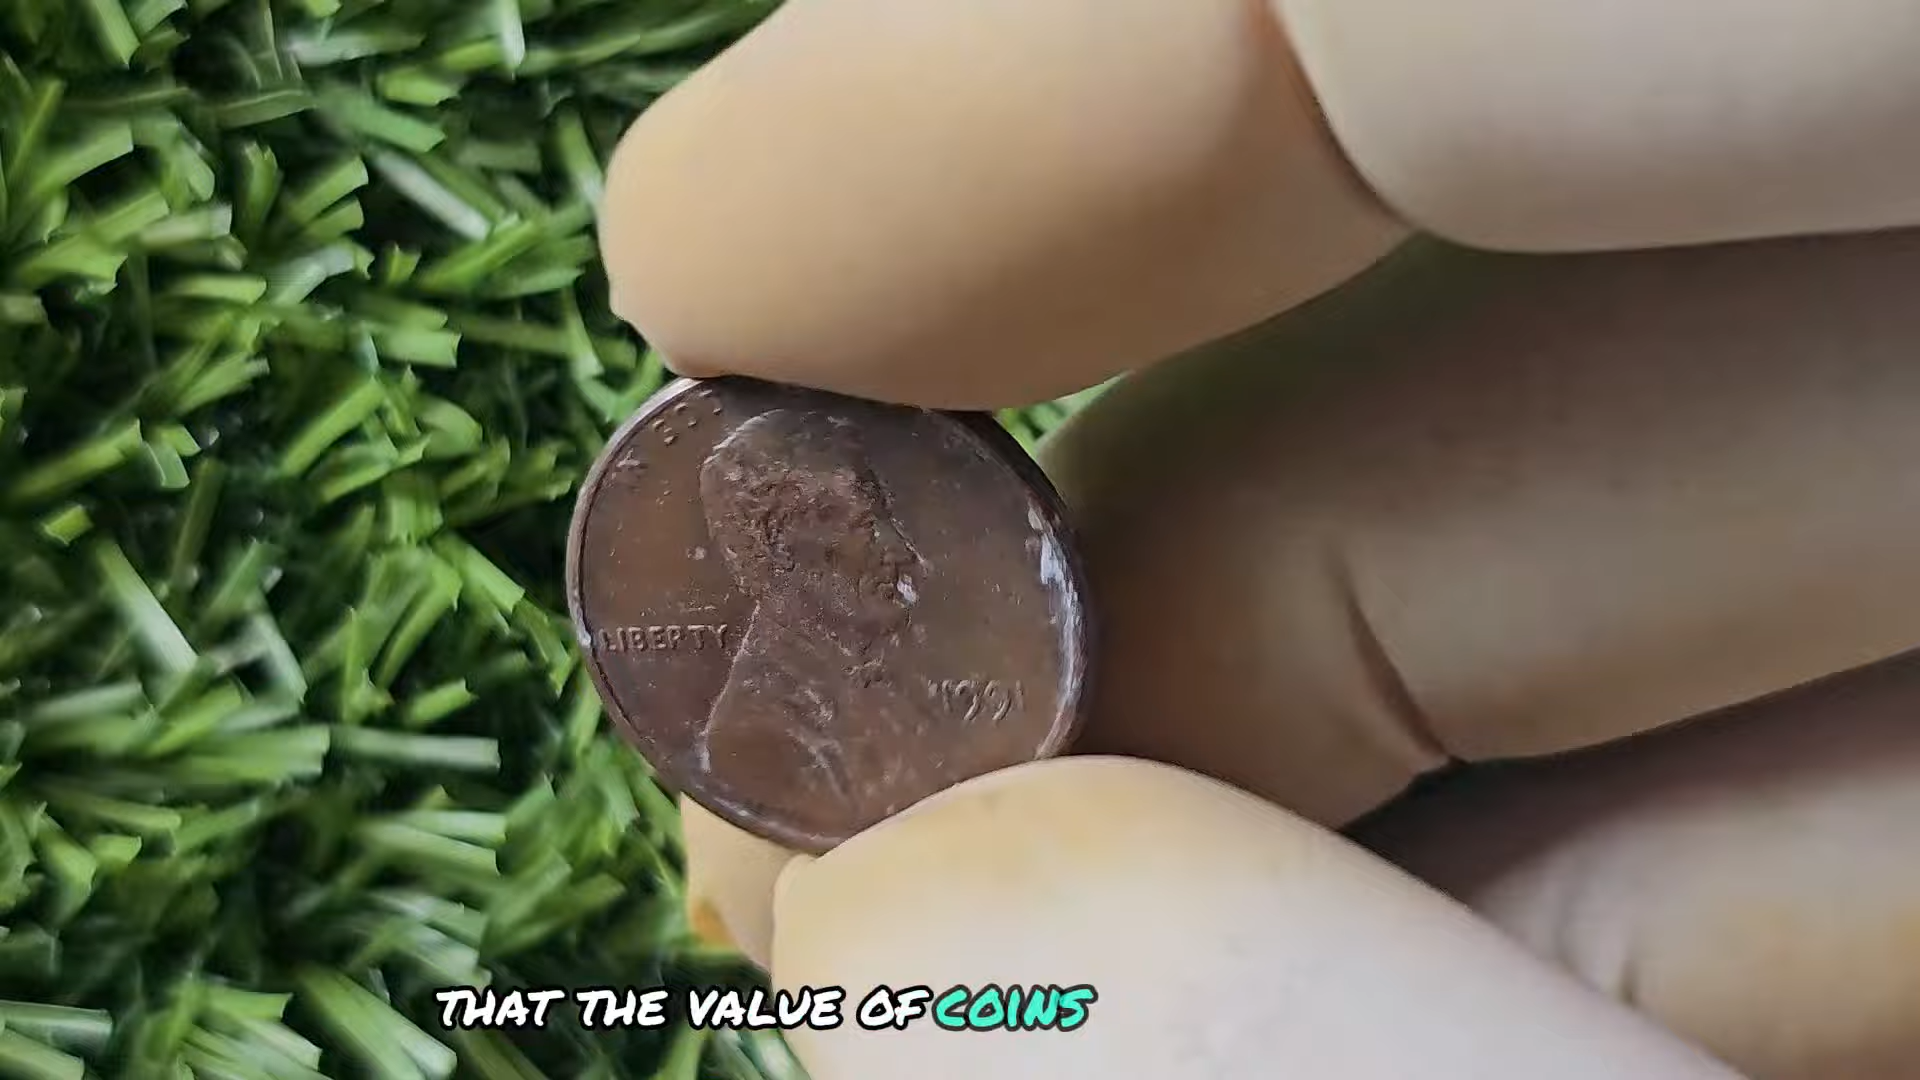 LIBERTY
1991
THAT THE VALUE OF COINS